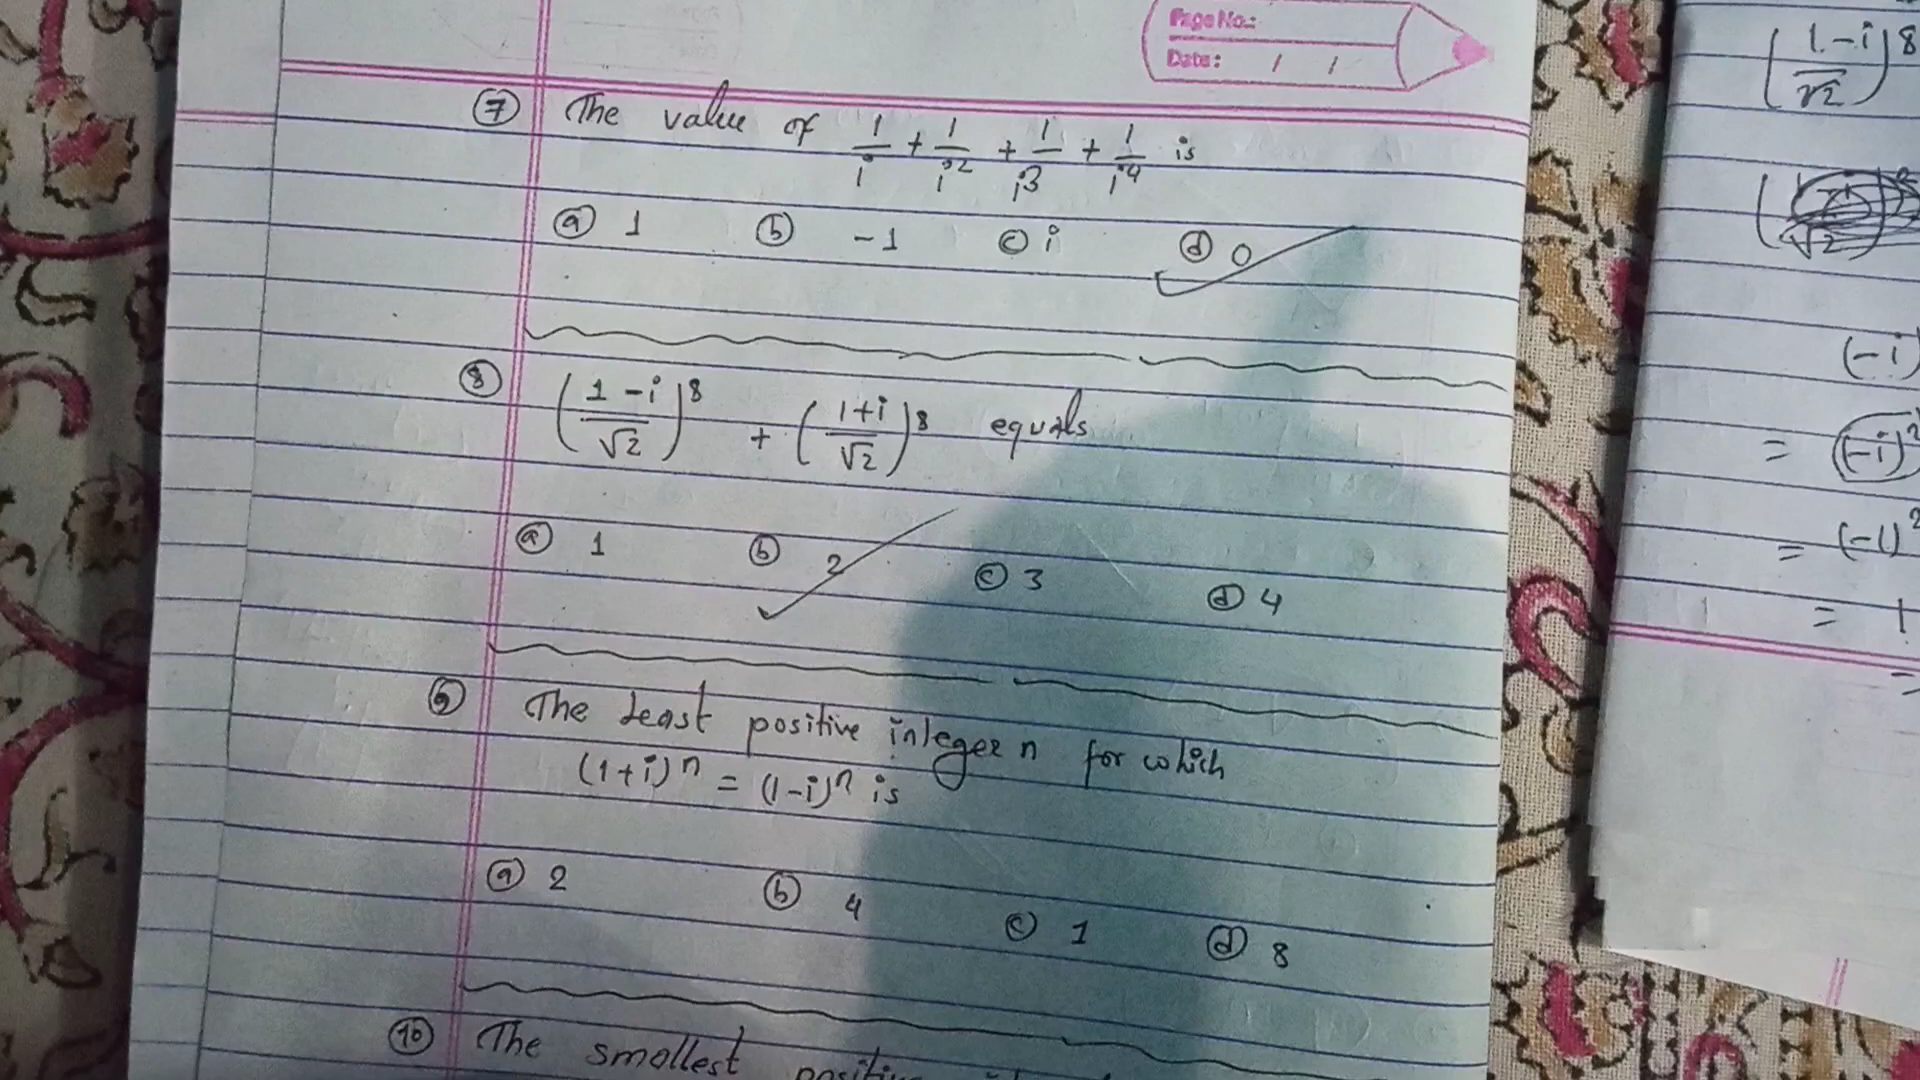 Page No.:
Date: / /
⑦ The value of 1/i + 1/i² + 1/i³ + 1/i⁴ is
ⓐ 1 ⓑ -1 ⓒ i ⓓ 0
⑧ ((1-i)/√2)⁸ + ((1+i)/√2)⁸ equals
ⓐ 1 ⓑ 2 ⓒ 3 ⓓ 4
⑨ The least positive integer n for which
(1+i)ⁿ = (1-i)ⁿ is
ⓐ 2 ⓑ 4 ⓒ 1 ⓓ 8
⑩ The smallest positive
((1-i)/√2)⁸
(-i)
= (-i)²
= (-1)²
= 1
=